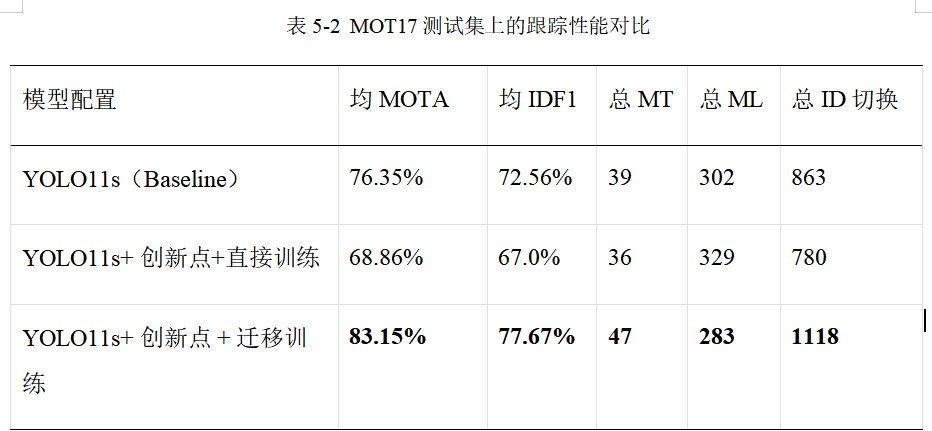 表 5-2 MOT17 测试集上的跟踪性能对比
模型配置 均 MOTA 均 IDF1 总 MT 总 ML 总 ID 切换
YOLO11s（Baseline） 76.35% 72.56% 39 302 863
YOLO11s+ 创新点+直接训练 68.86% 67.0% 36 329 780
YOLO11s+ 创新点 + 迁移训 83.15% 77.67% 47 283 1118
练